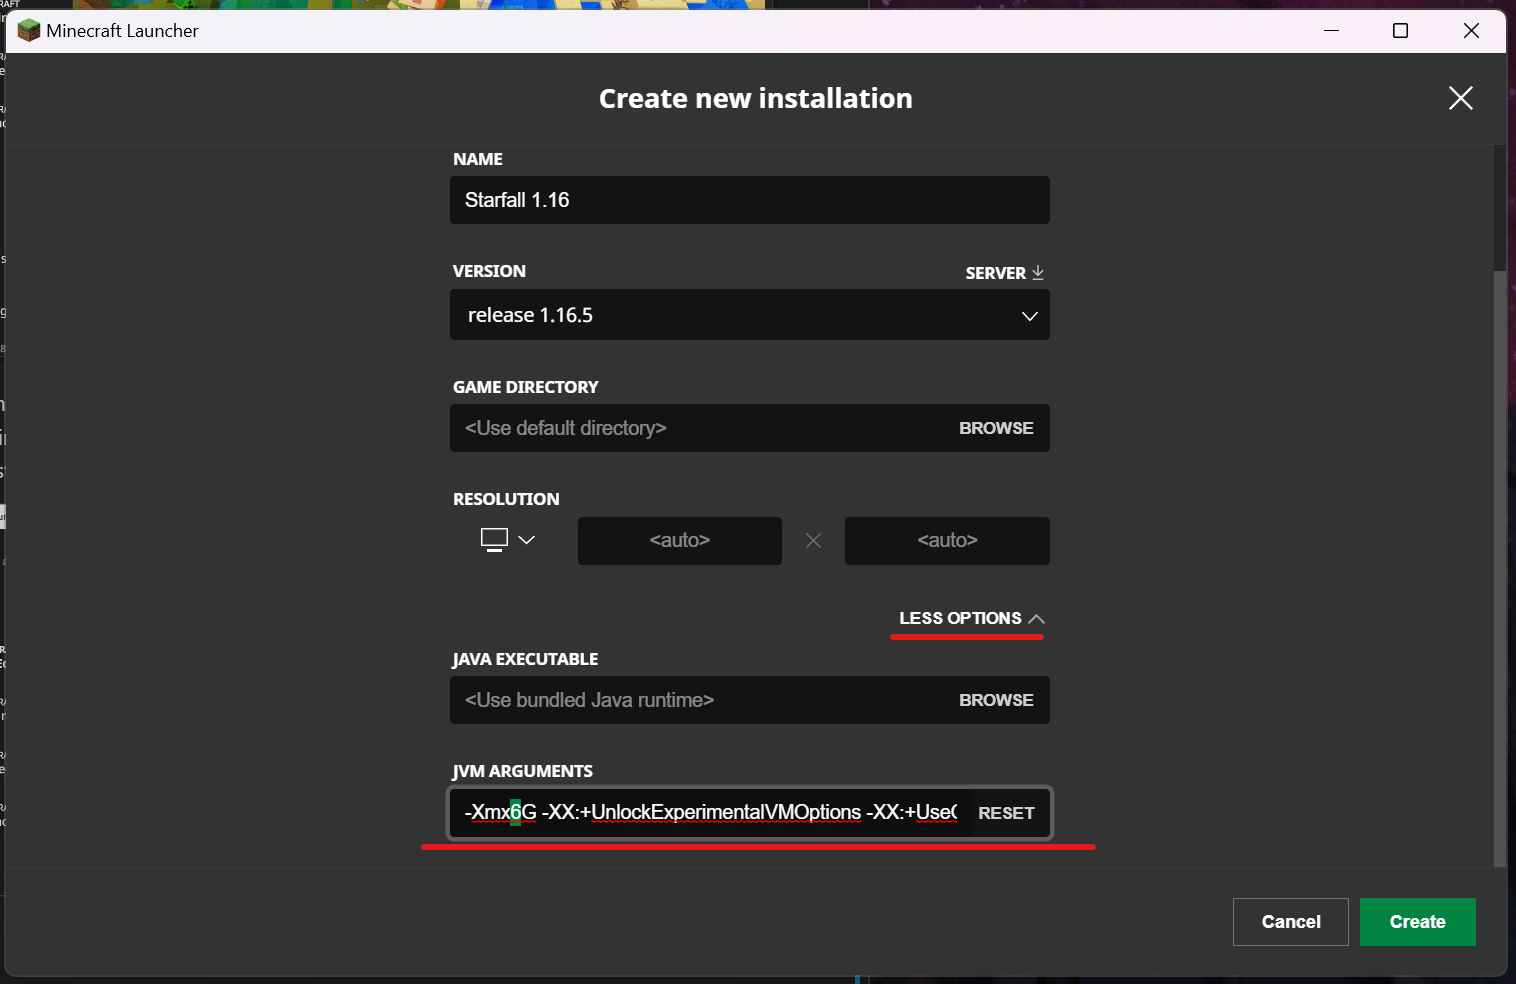 Minecraft Launcher
Create new installation
NAME
Starfall 1.16
VERSION
SERVER
release 1.16.5
GAME DIRECTORY
<Use default directory>
BROWSE
RESOLUTION
<auto>
<auto>
LESS OPTIONS
JAVA EXECUTABLE
<Use bundled Java runtime>
BROWSE
JVM ARGUMENTS
-Xmx6G -XX:+UnlockExperimentalVMOptions -XX:+Use
RESET
Cancel
Create